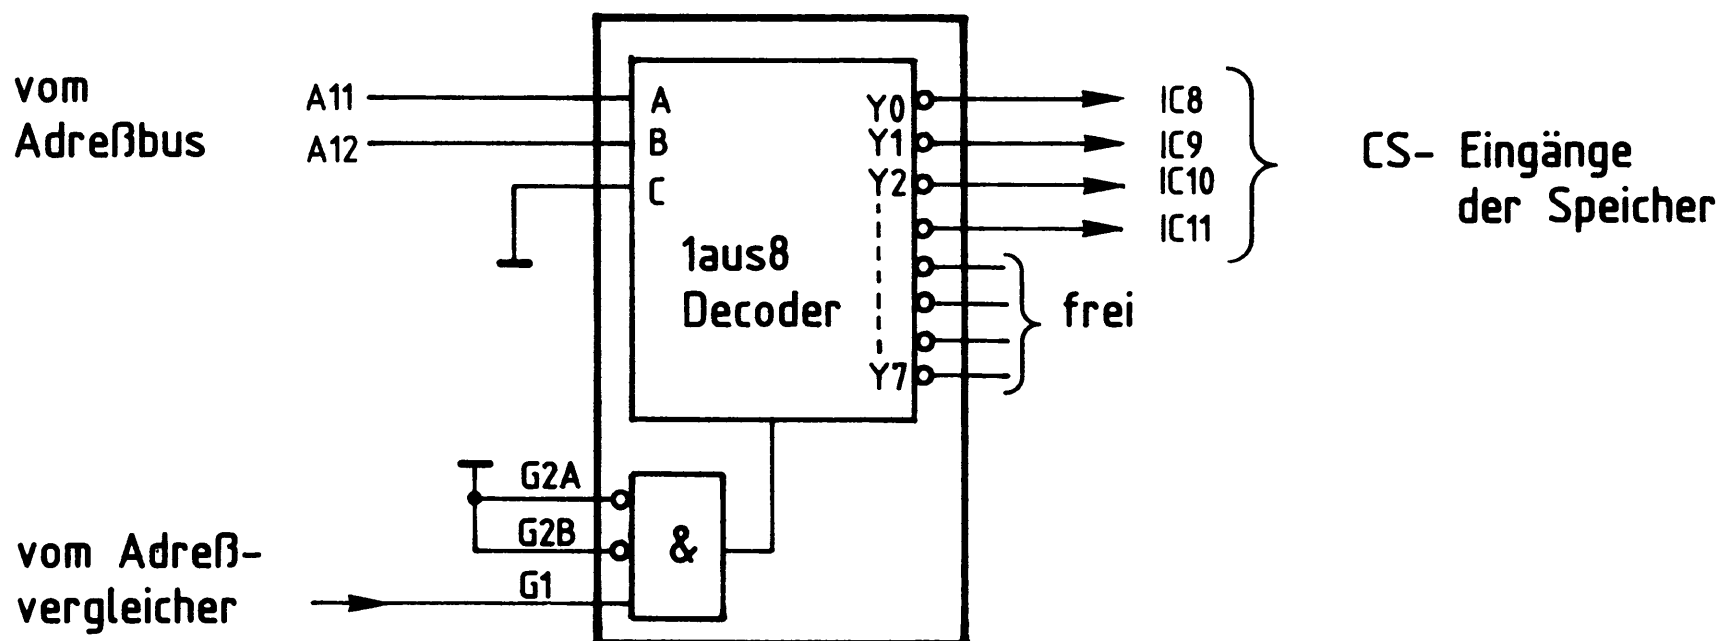 vom
Adreßbus
A11
A12
A
B
C
1aus8
Decoder
Y0
Y1
Y2
Y7
IC8
IC9
IC10
IC11
CS- Eingänge
der Speicher
frei
G2A
G2B
G1
&
vom Adreß-
vergleicher